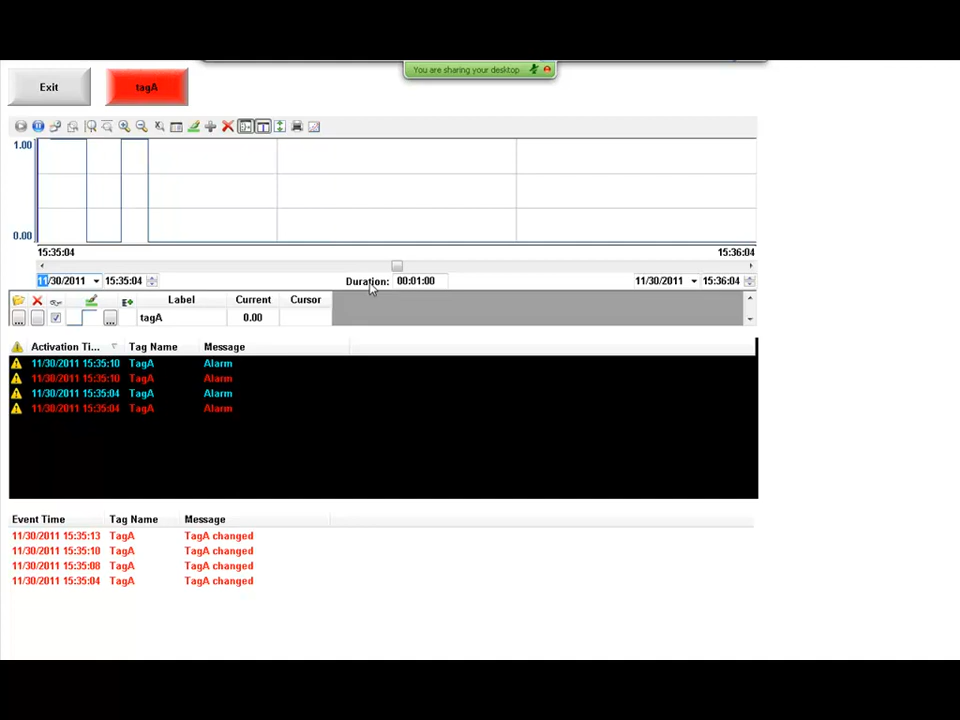 You are sharing your desktop
Exit
tagA
1.00
0.00
15:35:04
15:36:04
11/30/2011 15:35:04
Duration: 00:01:00
11/30/2011 15:36:04
Label Current Cursor
tagA 0.00
Activation Ti... Tag Name Message
11/30/2011 15:35:10 TagA Alarm
11/30/2011 15:35:10 TagA Alarm
11/30/2011 15:35:04 TagA Alarm
11/30/2011 15:35:04 TagA Alarm
Event Time Tag Name Message
11/30/2011 15:35:13 TagA TagA changed
11/30/2011 15:35:10 TagA TagA changed
11/30/2011 15:35:08 TagA TagA changed
11/30/2011 15:35:04 TagA TagA changed